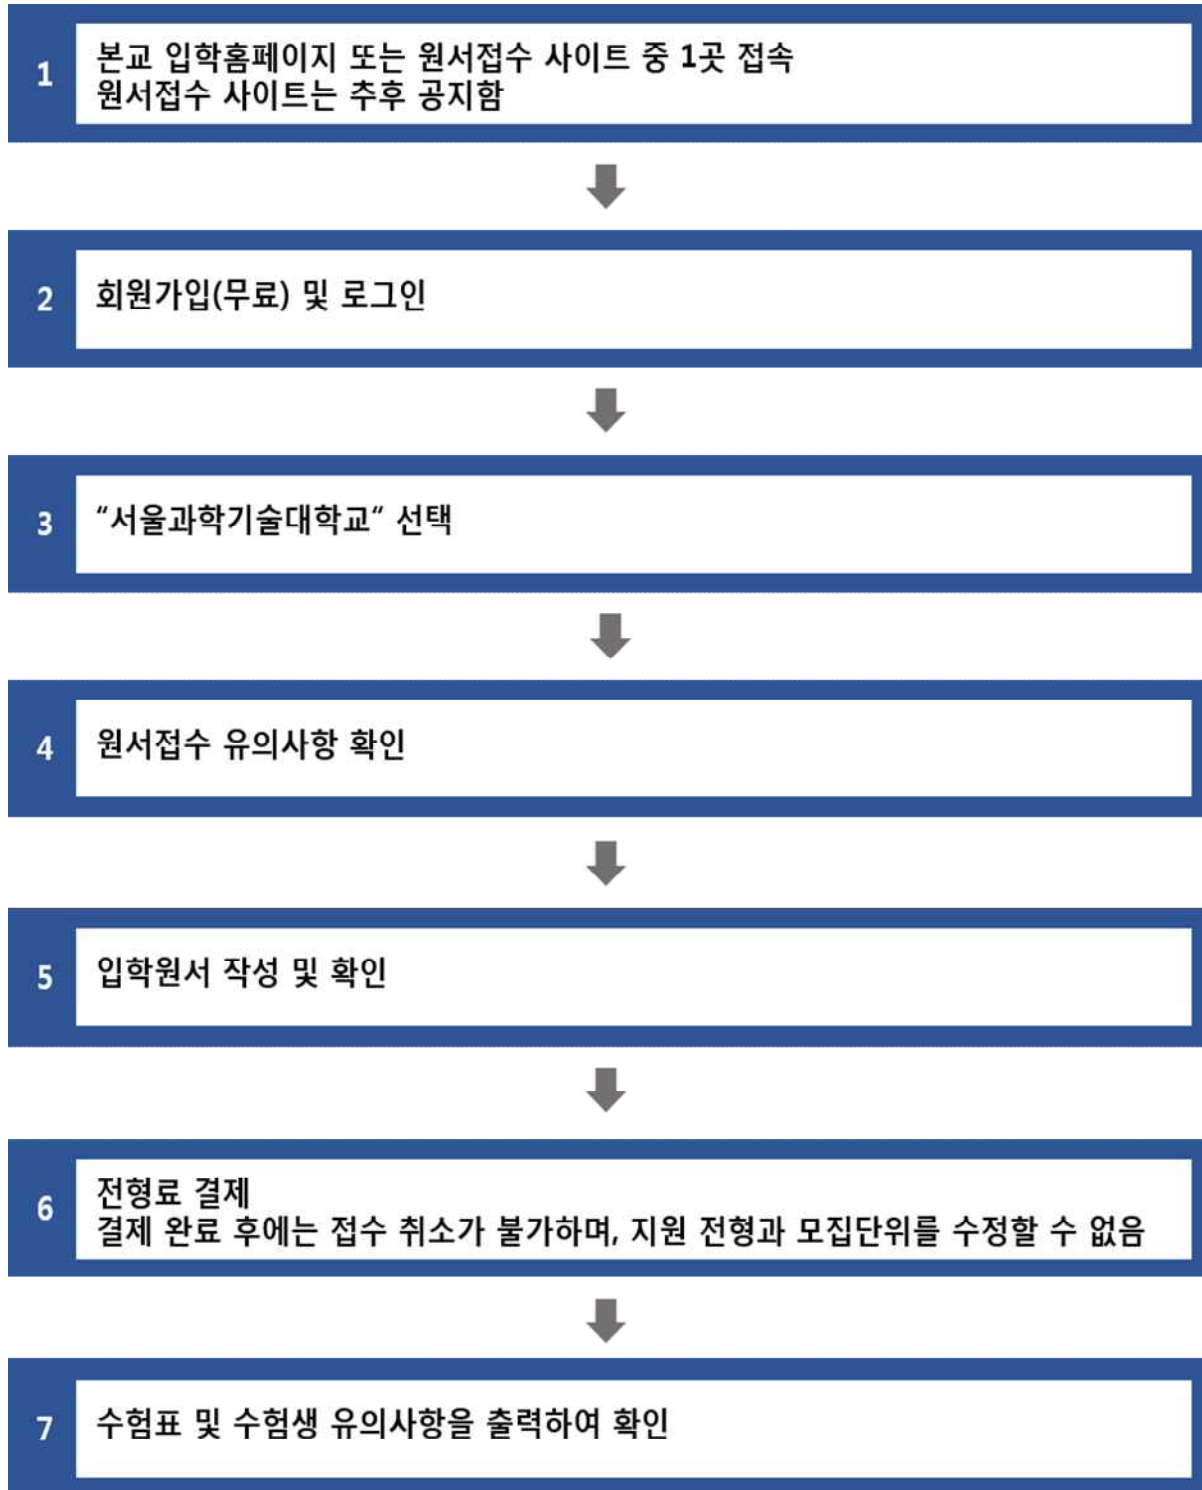 1
본교 입학홈페이지 또는 원서접수 사이트 중 1곳 접속
원서접수 사이트는 추후 공지함
2
회원가입(무료) 및 로그인
3
“서울과학기술대학교“ 선택
4
원서접수 유의사항 확인
5
입학원서 작성 및 확인
6
전형료 결제
결제 완료 후에는 접수 취소가 불가하며, 지원 전형과 모집단위를 수정할 수 없음
7
수험표 및 수험생 유의사항을 출력하여 확인